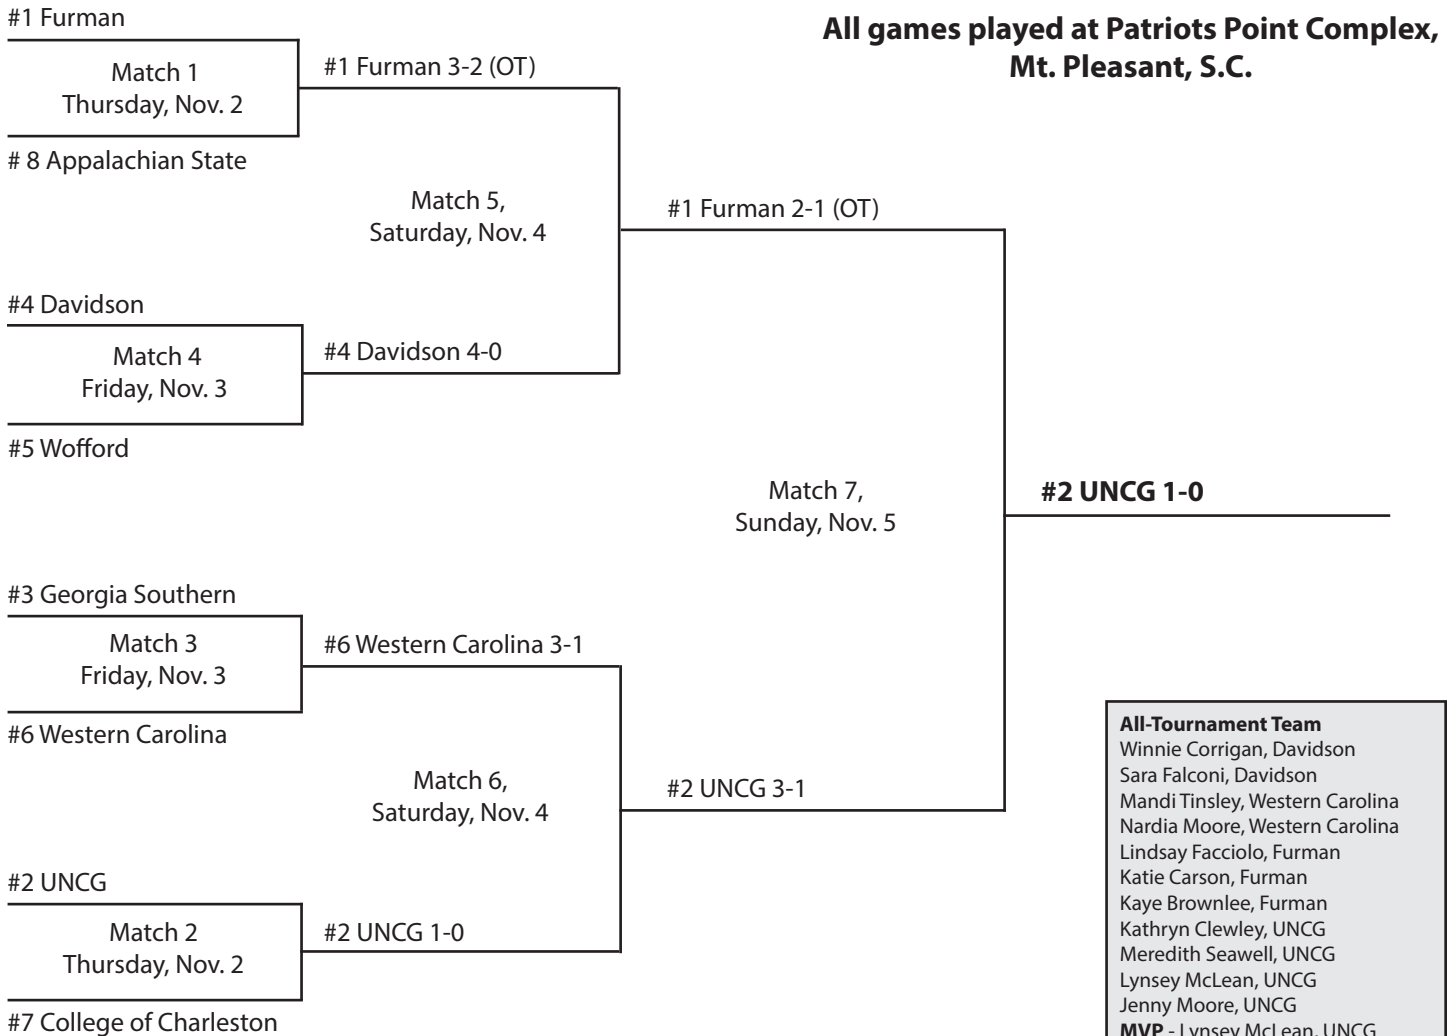 #1 Furman
All games played at Patriots Point Complex,
Mt. Pleasant, S.C.
Match 1
Thursday, Nov. 2
#1 Furman 3-2 (OT)
# 8 Appalachian State
Match 5,
Saturday, Nov. 4
#1 Furman 2-1 (OT)
#4 Davidson
Match 4
Friday, Nov. 3
#4 Davidson 4-0
#5 Wofford
Match 7,
Sunday, Nov. 5
#2 UNCG 1-0
#3 Georgia Southern
Match 3
Friday, Nov. 3
#6 Western Carolina 3-1
#6 Western Carolina
Match 6,
Saturday, Nov. 4
#2 UNCG 3-1
#2 UNCG
Match 2
Thursday, Nov. 2
#2 UNCG 1-0
#7 College of Charleston
All-Tournament Team
Winnie Corrigan, Davidson
Sara Falconi, Davidson
Mandi Tinsley, Western Carolina
Nardia Moore, Western Carolina
Lindsay Facciolo, Furman
Katie Carson, Furman
Kaye Brownlee, Furman
Kathryn Clewley, UNCG
Meredith Seawell, UNCG
Lynsey McLean, UNCG
Jenny Moore, UNCG
MVP - Lynsey McLean, UNCG